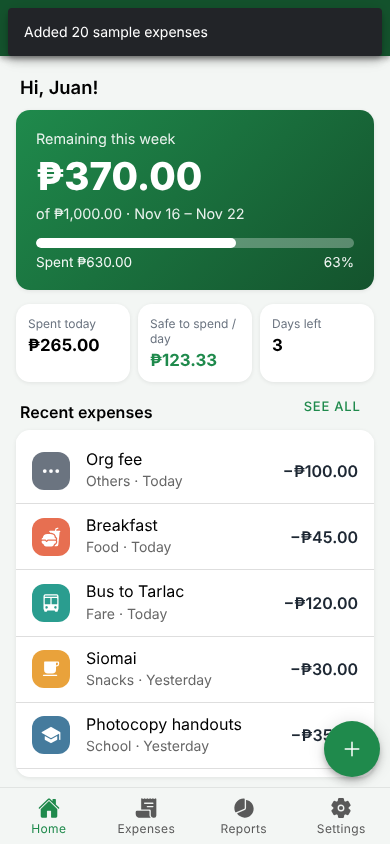 Added 20 sample expenses
Hi, Juan!
Remaining this week
₱370.00
of ₱1,000.00 · Nov 16 – Nov 22
Spent ₱630.00
63%
Spent today
₱265.00
Safe to spend /
day
₱123.33
Days left
3
Recent expenses
SEE ALL
Org fee
Others · Today
−₱100.00
Breakfast
Food · Today
−₱45.00
Bus to Tarlac
Fare · Today
−₱120.00
Siomai
Snacks · Yesterday
−₱30.00
Photocopy handouts
School · Yesterday
Home
Expenses
Reports
Settings